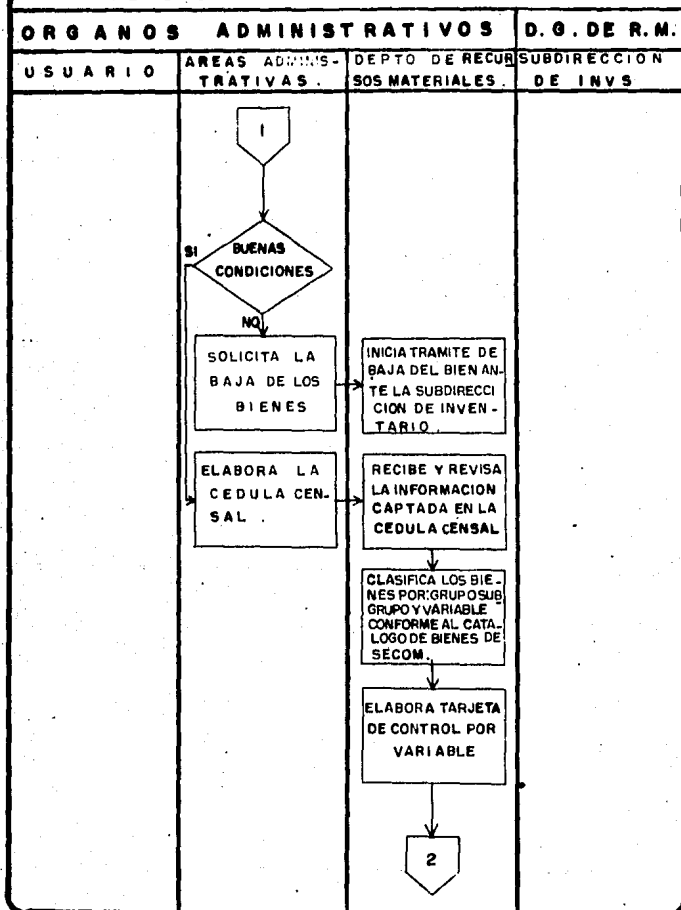 ORGANOS ADMINISTRATIVOS
D. G. DE R.M.
USUARIO
AREAS ADMINIS-
TRATIVAS.
DEPTO DE RECUR
SOS MATERIALES.
SUBDIRECCION
DE INVS
1
BUENAS
CONDICIONES
SI
NO
SOLICITA LA
BAJA DE LOS
BIENES
INICIA TRAMITE DE
BAJA DEL BIEN AN-
TE LA SUBDIRECCI
CION DE INVEN-
TARIO.
ELABORA LA
CEDULA CEN-
SAL.
RECIBE Y REVISA
LA INFORMACION
CAPTADA EN LA
CEDULA CENSAL
CLASIFICA LOS BIE-
NES POR:GRUPO SUB
GRUPO Y VARIABLE
CONFORME AL CATA-
LOGO DE BIENES DE
SECOM.
ELABORA TARJETA
DE CONTROL POR
VARIABLE
2